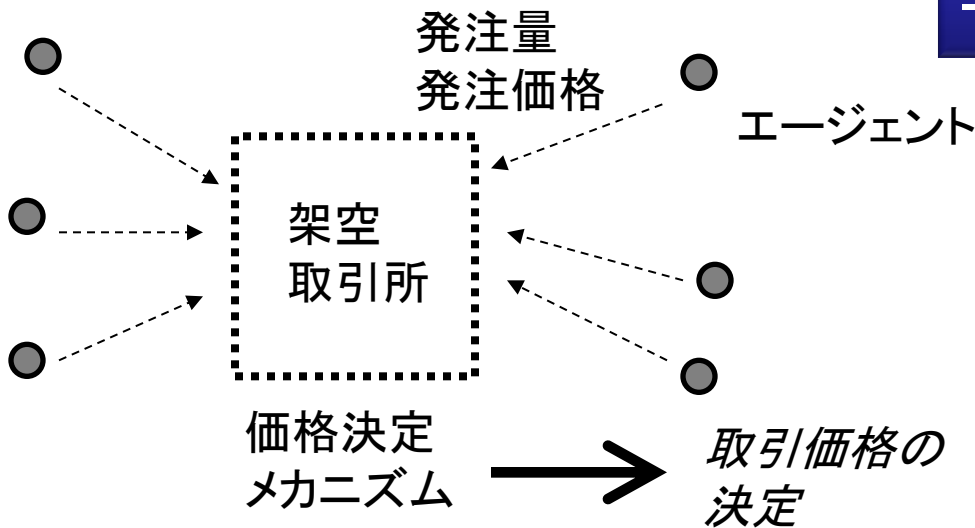 発注量
発注価格
エージェント
架空
取引所
価格決定
メカニズム
取引価格の
決定